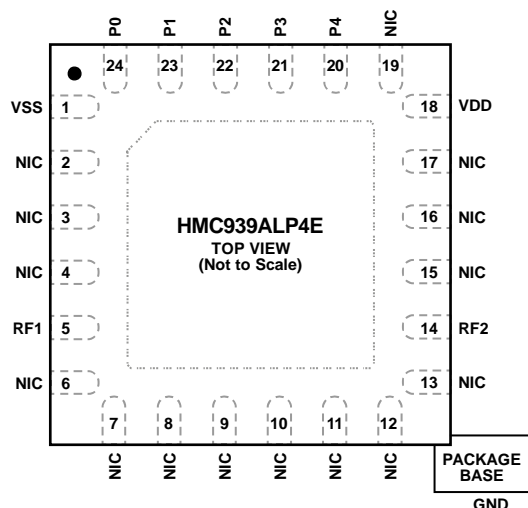 P0 P1 P2 P3 P4 NIC
24 23 22 21 20 19
VSS 1 18 VDD
NIC 2 17 NIC
NIC 3 16 NIC
NIC 4 15 NIC
RF1 5 14 RF2
NIC 6 13 NIC
HMC939ALP4E
TOP VIEW
(Not to Scale)
7 8 9 10 11 12
NIC NIC NIC NIC NIC NIC
PACKAGE
BASE
GND